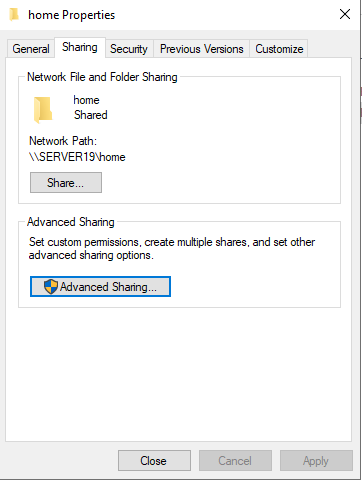 home Properties
General Sharing Security Previous Versions Customize
Network File and Folder Sharing
home
Shared
Network Path:
\\SERVER19\home
Share...
Advanced Sharing
Set custom permissions, create multiple shares, and set other
advanced sharing options.
Advanced Sharing...
Close Cancel Apply